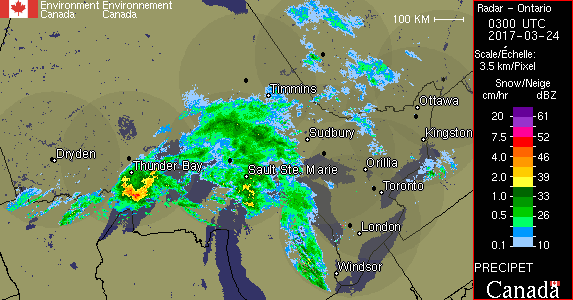 Environment Environnement
Canada Canada
100 KM
Timmins
Ottawa
Sudbury
Kingston
Dryden
Thunder Bay
Sault Ste. Marie
Orillia
Toronto
London
Windsor
Radar - Ontario
0300 UTC
2017-03-24
Scale/Échelle:
3.5 km/Pixel
Snow/Neige
cm/hr dBZ
20 61
7.5 52
4.0 46
2.0 39
1.0 33
0.5 26
0.1 10
PRECIPET
Canada